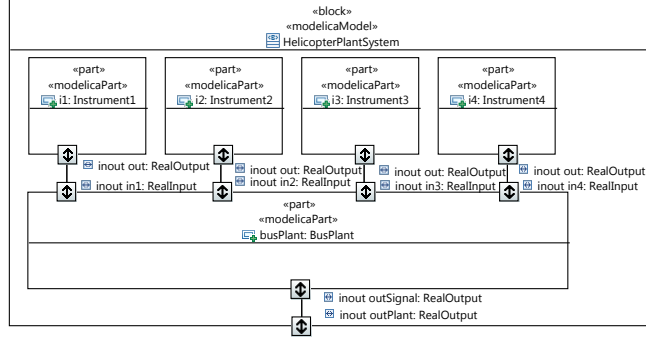 «block»
«modelicaModel»
HelicopterPlantSystem
«part»
«modelicaPart»
i1: Instrument1
«part»
«modelicaPart»
i2: Instrument2
«part»
«modelicaPart»
i3: Instrument3
«part»
«modelicaPart»
i4: Instrument4
inout out: RealOutput
inout in1: RealInput
inout out: RealOutput
inout in2: RealInput
inout out: RealOutput
inout in3: RealInput
inout out: RealOutput
inout in4: RealInput
«part»
«modelicaPart»
busPlant: BusPlant
inout outSignal: RealOutput
inout outPlant: RealOutput